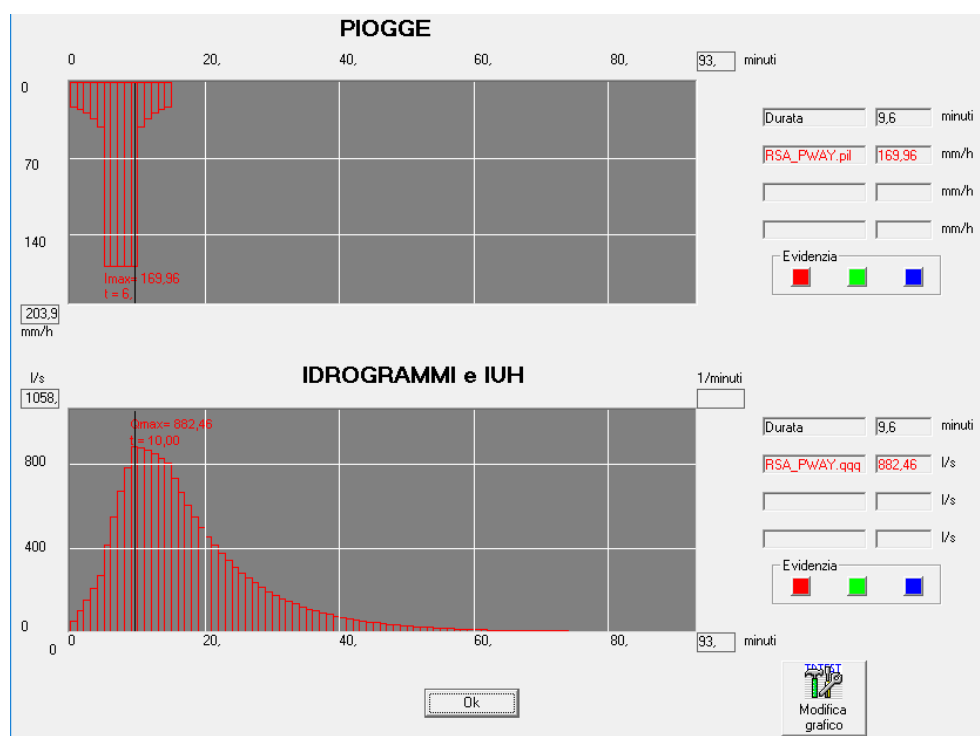 PIOGGE
0 20, 40, 60, 80, 93, minuti
0
70
140
203,9
mm/h
Imax= 169,96
t = 6,
Durata 9,6 minuti
RSA_PWAY.pil 169,96 mm/h
mm/h
mm/h
Evidenzia
IDROGRAMMI e IUH
l/s
1058,
1/minuti
800
400
0
0
Qmax= 882,46
t = 10,00
0 20, 40, 60, 80, 93, minuti
Durata 9,6 minuti
RSA_PWAY.qqq 882,46 l/s
l/s
l/s
Evidenzia
Ok
Modifica
grafico